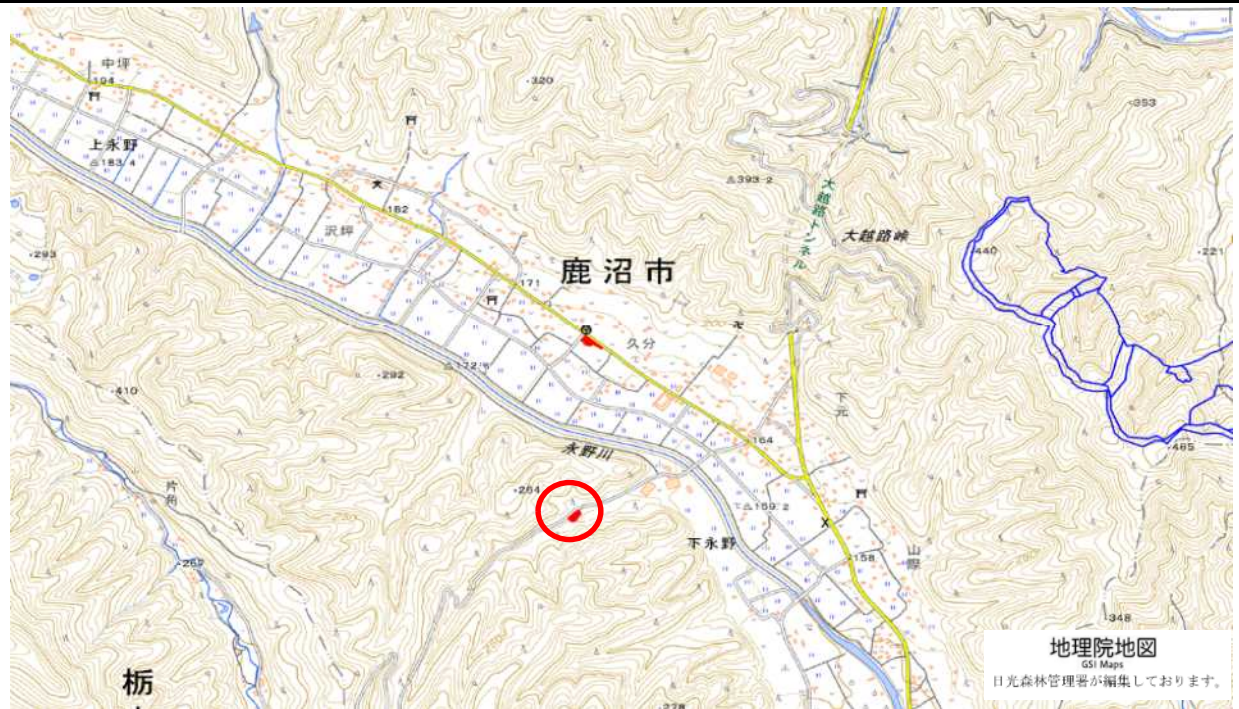 中坪
194
320
353
上永野
183.4
393.2
大越路トンネル
182
大越路峠
沢坪
293
440
221
鹿沼市
171
久分
172
292
410
下元
164
465
永野川
片角
264
159.2
下永野
山際
158
262
348
278
栃
地理院地図
GSI Maps
日光森林管理署が編集しております。